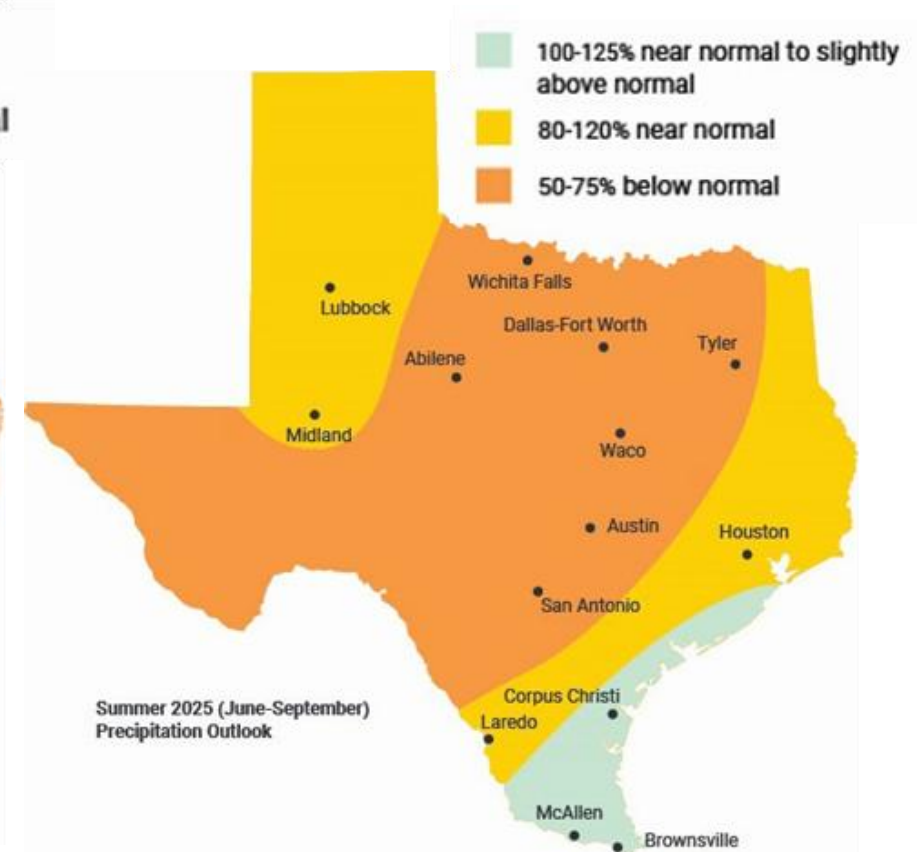 100-125% near normal to slightly
above normal
80-120% near normal
50-75% below normal
Wichita Falls
Lubbock
Dallas-Fort Worth
Tyler
Abilene
Midland
Waco
Austin
Houston
San Antonio
Corpus Christi
Summer 2025 (June-September)
Precipitation Outlook
Laredo
McAllen
Brownsville